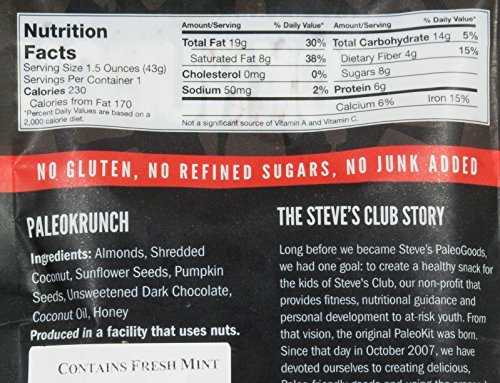 Nutrition
Facts
Serving Size 1.5 Ounces (43g)
Servings Per Container 1
Calories 230
Calories from Fat 170
*Percent Daily Values are based on a
2,000 calorie diet.
Amount/Serving % Daily Value*
Total Fat 19g 30%
Saturated Fat 8g 38%
Cholesterol 0mg 0%
Sodium 50mg 2%
Not a significant source of Vitamin A and Vitamin C.
Amount/Serving % Daily Value*
Total Carbohydrate 14g 5%
Dietary Fiber 4g 15%
Sugars 8g
Protein 6g
Calcium 6% Iron 15%
NO GLUTEN, NO REFINED SUGARS, NO JUNK ADDED
PALEOKRUNCH
Ingredients: Almonds, Shredded
Coconut, Sunflower Seeds, Pumpkin
Seeds, Unsweetened Dark Chocolate,
Coconut Oil, Honey
Produced in a facility that uses nuts.
CONTAINS FRESH MINT
THE STEVE'S CLUB STORY
Long before we became Steve's PaleoGoods,
we had one goal: to create a healthy snack for
the kids of Steve's Club, our non-profit that
provides fitness, nutritional guidance and
personal development to at-risk youth. From
that vision, the original PaleoKit was born.
Since that day in October 2007, we have
devoted ourselves to creating delicious,